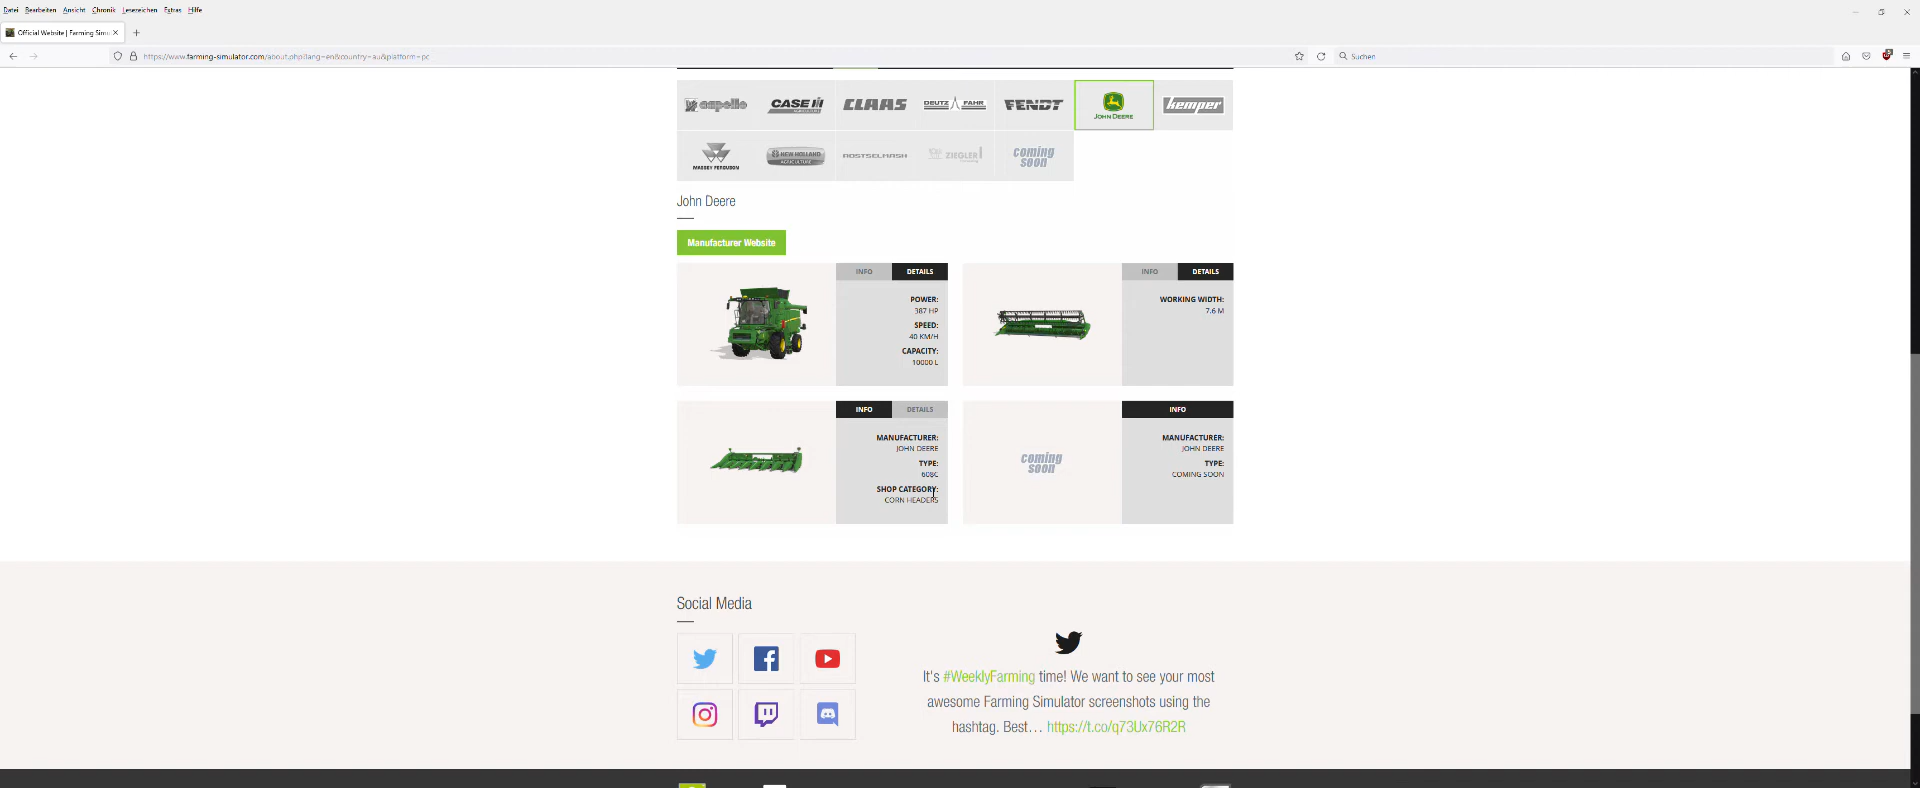 Datei Bearbeiten Ansicht Chronik Lesezeichen Extras Hilfe
Official Website | Farming Simu
https://www.farming-simulator.com/about.php?lang=en&country=au&platform=pc
Suchen
capello CASE IH CLAAS DEUTZ FAHR FENDT JOHN DEERE kemper
AGRICULTURE
MASSEY FERGUSON NEW HOLLAND AGRICULTURE ROSTSELMASH ZIEGLER coming soon
John Deere
Manufacturer Website
INFO DETAILS
POWER:
387 HP
SPEED:
40 KM/H
CAPACITY:
10000 L
INFO DETAILS
WORKING WIDTH:
7.6 M
INFO DETAILS
MANUFACTURER:
JOHN DEERE
TYPE:
608C
SHOP CATEGORY:
CORN HEADERS
coming
soon
INFO
MANUFACTURER:
JOHN DEERE
TYPE:
COMING SOON
Social Media
It's #WeeklyFarming time! We want to see your most
awesome Farming Simulator screenshots using the
hashtag. Best… https://t.co/q73Ux76R2R